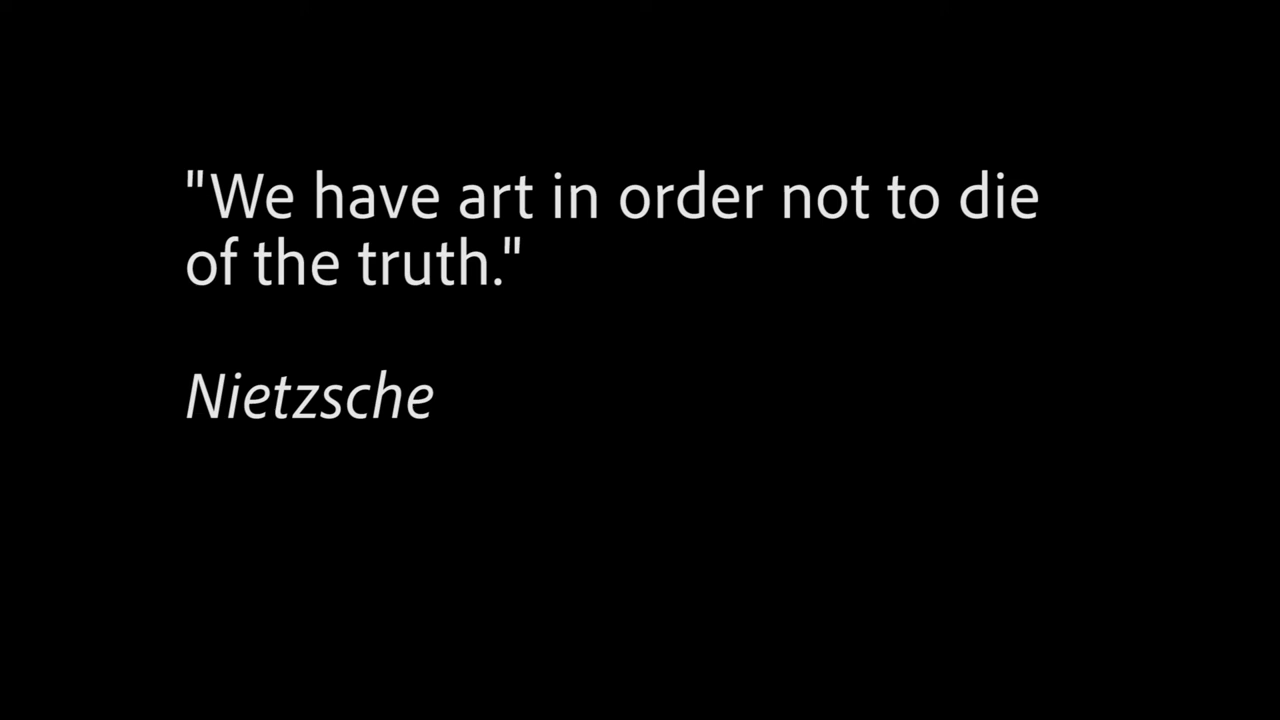 "We have art in order not to die
of the truth."
Nietzsche